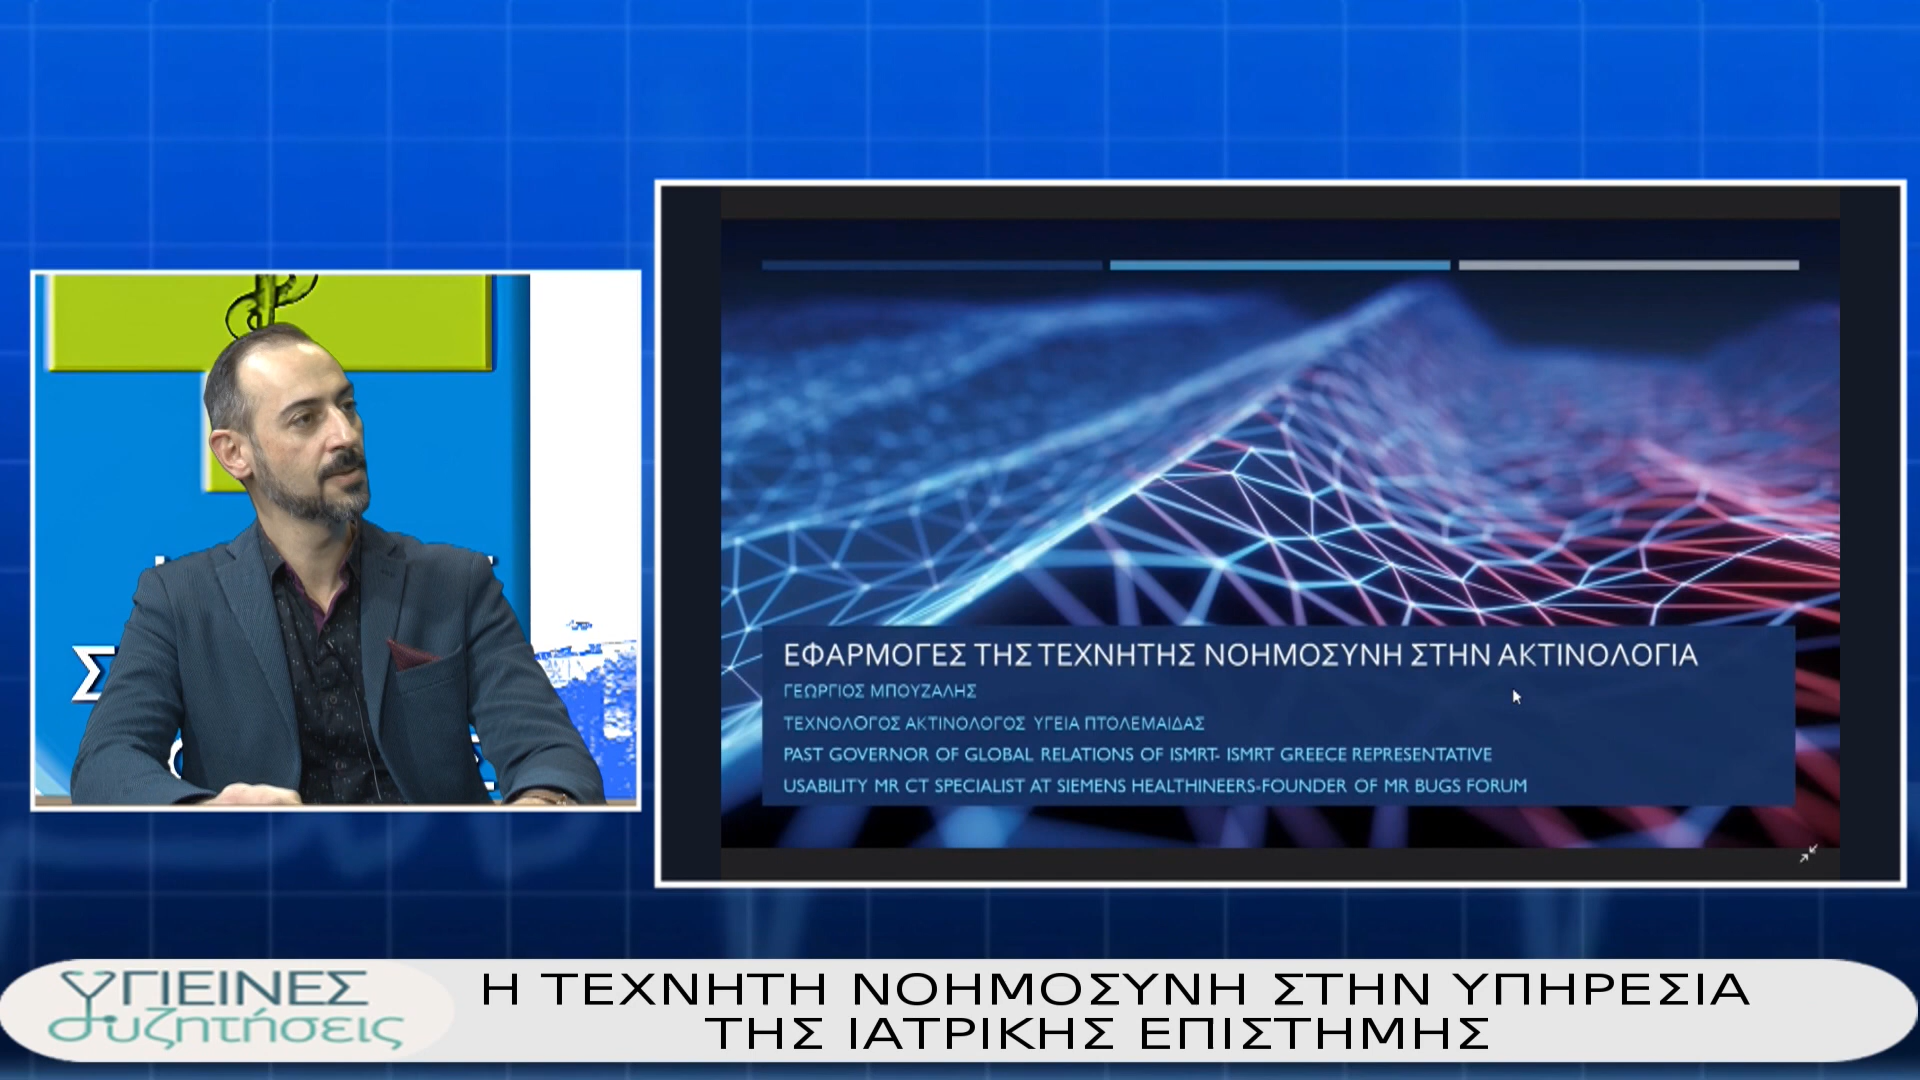 ΕΦΑΡΜΟΓΕΣ ΤΗΣ ΤΕΧΝΗΤΗΣ ΝΟΗΜΟΣΥΝΗ ΣΤΗΝ ΑΚΤΙΝΟΛΟΓΙΑ
ΓΕΩΡΓΙΟΣ ΜΠΟΥΖΑΛΗΣ
ΤΕΧΝΟΛΟΓΟΣ ΑΚΤΙΝΟΛΟΓΟΣ ΥΓΕΙΑ ΠΤΟΛΕΜΑΙΔΑΣ
PAST GOVERNOR OF GLOBAL RELATIONS OF ISMRT- ISMRT GREECE REPRESENTATIVE
USABILITY MR CT SPECIALIST AT SIEMENS HEALTHINEERS-FOUNDER OF MR BUGS FORUM
ΥΓΙΕΙΝΕΣ
συζητήσεις
Η ΤΕΧΝΗΤΗ ΝΟΗΜΟΣΥΝΗ ΣΤΗΝ ΥΠΗΡΕΣΙΑ
ΤΗΣ ΙΑΤΡΙΚΗΣ ΕΠΙΣΤΗΜΗΣ